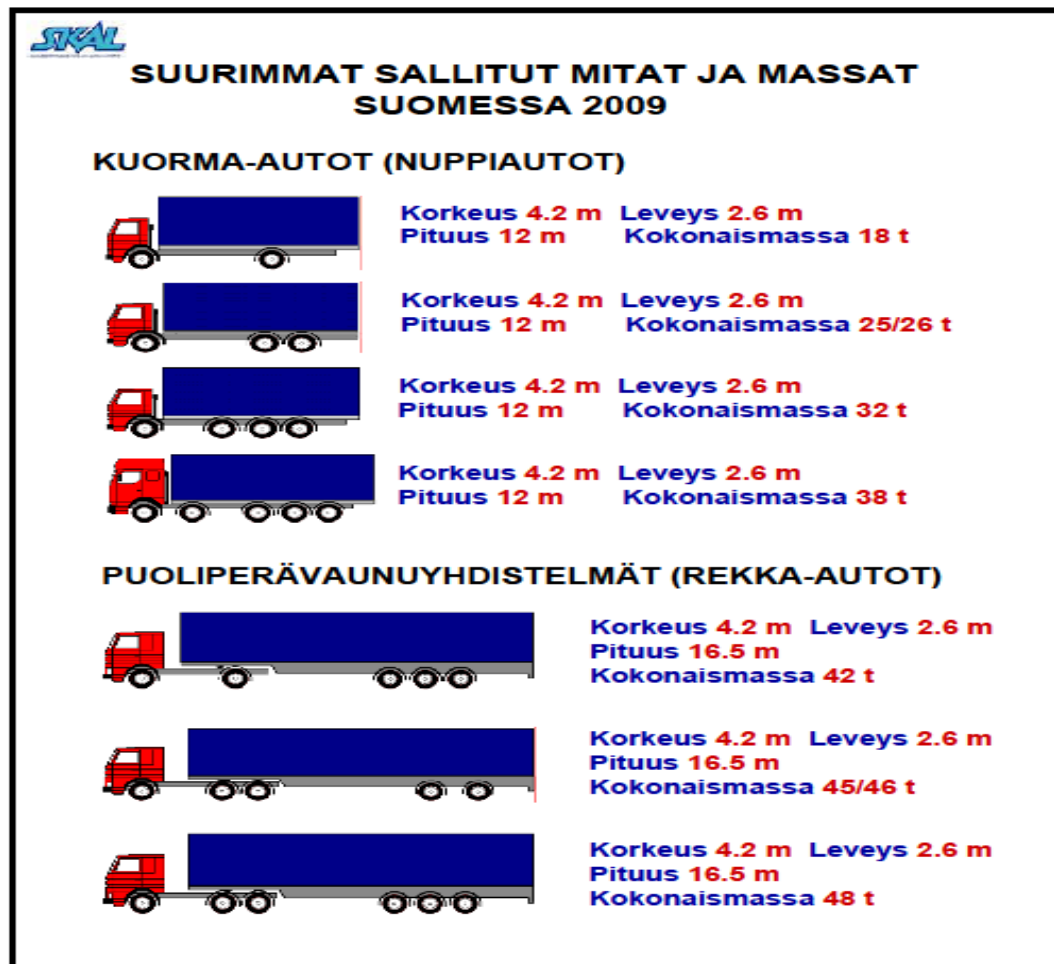 SKAL
SUURIMMAT SALLITUT MITAT JA MASSAT
SUOMESSA 2009
KUORMA-AUTOT (NUPPIAUTOT)
Korkeus 4.2 m Leveys 2.6 m
Pituus 12 m Kokonaismassa 18 t
Korkeus 4.2 m Leveys 2.6 m
Pituus 12 m Kokonaismassa 25/26 t
Korkeus 4.2 m Leveys 2.6 m
Pituus 12 m Kokonaismassa 32 t
Korkeus 4.2 m Leveys 2.6 m
Pituus 12 m Kokonaismassa 38 t
PUOLIPERÄVAUNUYHDISTELMÄT (REKKA-AUTOT)
Korkeus 4.2 m Leveys 2.6 m
Pituus 16.5 m
Kokonaismassa 42 t
Korkeus 4.2 m Leveys 2.6 m
Pituus 16.5 m
Kokonaismassa 45/46 t
Korkeus 4.2 m Leveys 2.6 m
Pituus 16.5 m
Kokonaismassa 48 t